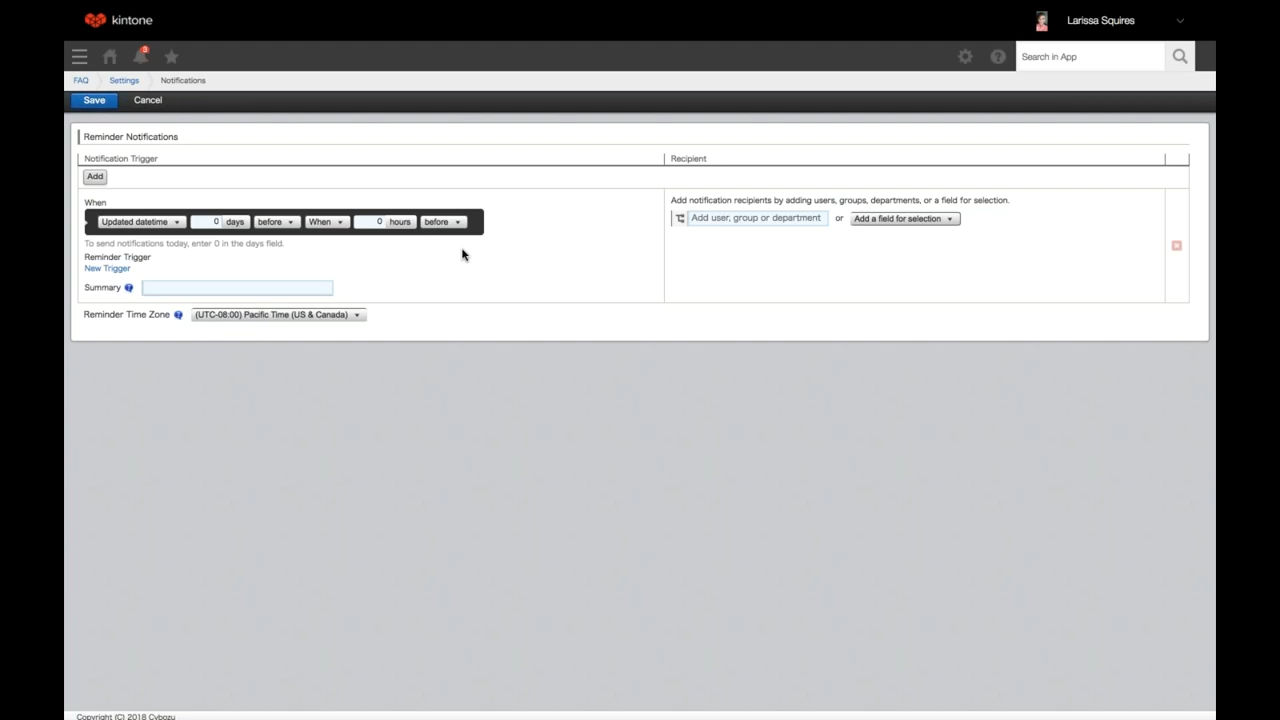 kintone
Larissa Squires
3
Search in App
FAQ Settings Notifications
Save Cancel
Reminder Notifications
Notification Trigger Recipient
Add
When
Updated datetime 0 days before When 0 hours before
To send notifications today, enter 0 in the days field.
Reminder Trigger
New Trigger
Summary
Add notification recipients by adding users, groups, departments, or a field for selection.
Add user, group or department or Add a field for selection
Reminder Time Zone (UTC-08:00) Pacific Time (US & Canada)
Copyright (C) 2018 Cybozu